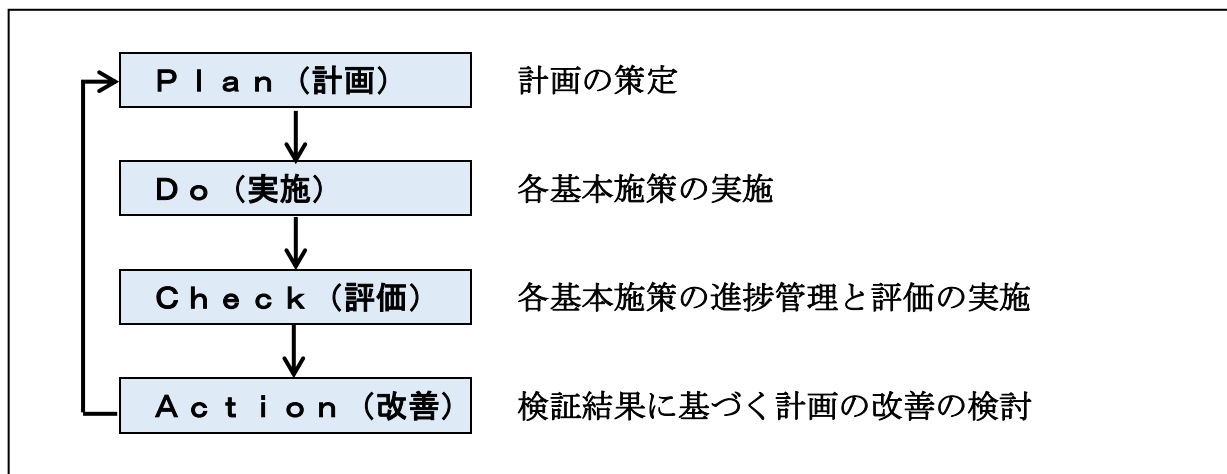 Ｐｌａｎ（計画） 計画の策定
Ｄｏ（実施） 各基本施策の実施
Ｃｈｅｃｋ（評価） 各基本施策の進捗管理と評価の実施
Ａｃｔｉｏｎ（改善） 検証結果に基づく計画の改善の検討